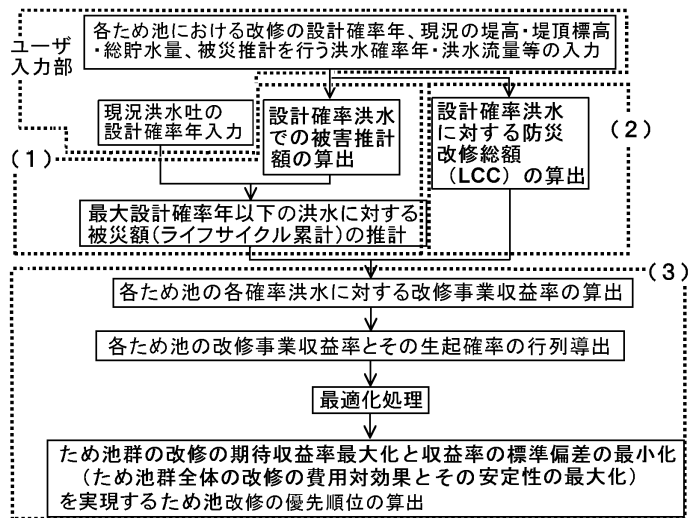 各ため池における改修の設計確率年、現況の堤高・堤頂標高
・総貯水量、被災推計を行う洪水確率年・洪水流量等の入力
ユーザ
入力部
現況洪水吐の
設計確率年入力
設計確率洪水
での被害推計
額の算出
設計確率洪水
に対する防災
改修総額
（LCC）の算出
（2）
（1）
最大設計確率年以下の洪水に対する
被災額（ライフサイクル累計）の推計
（3）
各ため池の各確率洪水に対する改修事業収益率の算出
各ため池の改修事業収益率とその生起確率の行列導出
最適化処理
ため池群の改修の期待収益率最大化と収益率の標準偏差の最小化
（ため池群全体の改修の費用対効果とその安定性の最大化）
を実現するため池改修の優先順位の算出